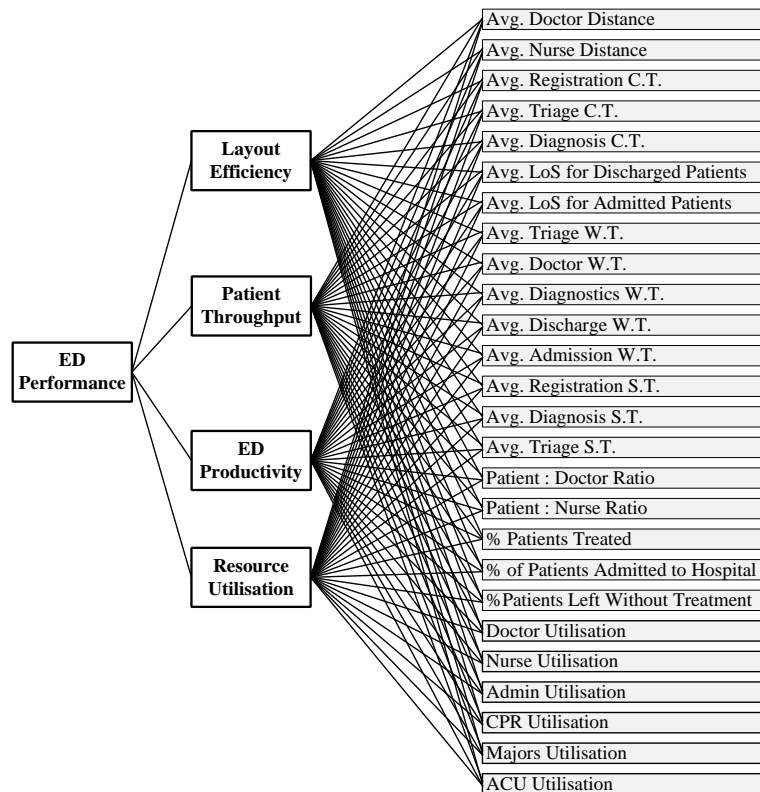 ED
Performance
Layout
Efficiency
Patient
Throughput
ED
Productivity
Resource
Utilisation
Avg. Doctor Distance
Avg. Nurse Distance
Avg. Registration C.T.
Avg. Triage C.T.
Avg. Diagnosis C.T.
Avg. LoS for Discharged Patients
Avg. LoS for Admitted Patients
Avg. Triage W.T.
Avg. Doctor W.T.
Avg. Diagnostics W.T.
Avg. Discharge W.T.
Avg. Admission W.T.
Avg. Registration S.T.
Avg. Diagnosis S.T.
Avg. Triage S.T.
Patient : Doctor Ratio
Patient : Nurse Ratio
% Patients Treated
% of Patients Admitted to Hospital
%Patients Left Without Treatment
Doctor Utilisation
Nurse Utilisation
Admin Utilisation
CPR Utilisation
Majors Utilisation
ACU Utilisation